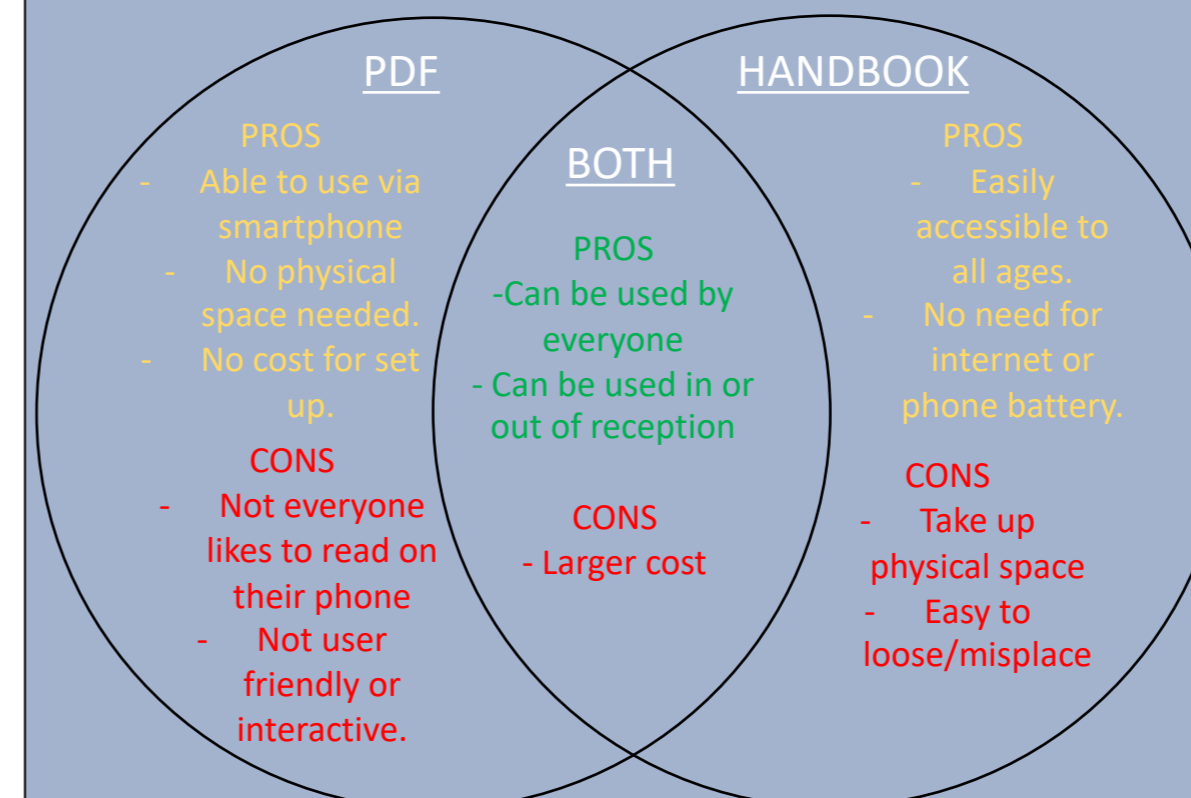 PDF
PROS
- Able to use via
smartphone
- No physical
space needed.
- No cost for set
up.
CONS
- Not everyone
likes to read on
their phone
- Not user
friendly or
interactive.
BOTH
PROS
-Can be used by
everyone
- Can be used in or
out of reception
CONS
- Larger cost
HANDBOOK
PROS
- Easily
accessible to
all ages.
- No need for
internet or
phone battery.
CONS
- Take up
physical space
- Easy to
loose/misplace